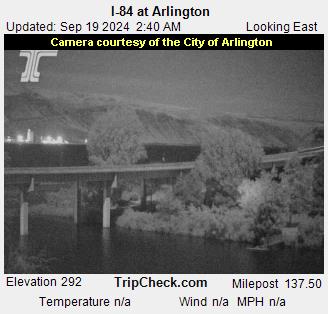 I-84 at Arlington
Updated: Sep 19 2024 2:40 AM Looking East
Camera courtesy of the City of Arlington
Elevation 292 TripCheck.com Milepost 137.50
Temperature n/a Wind n/a MPH n/a